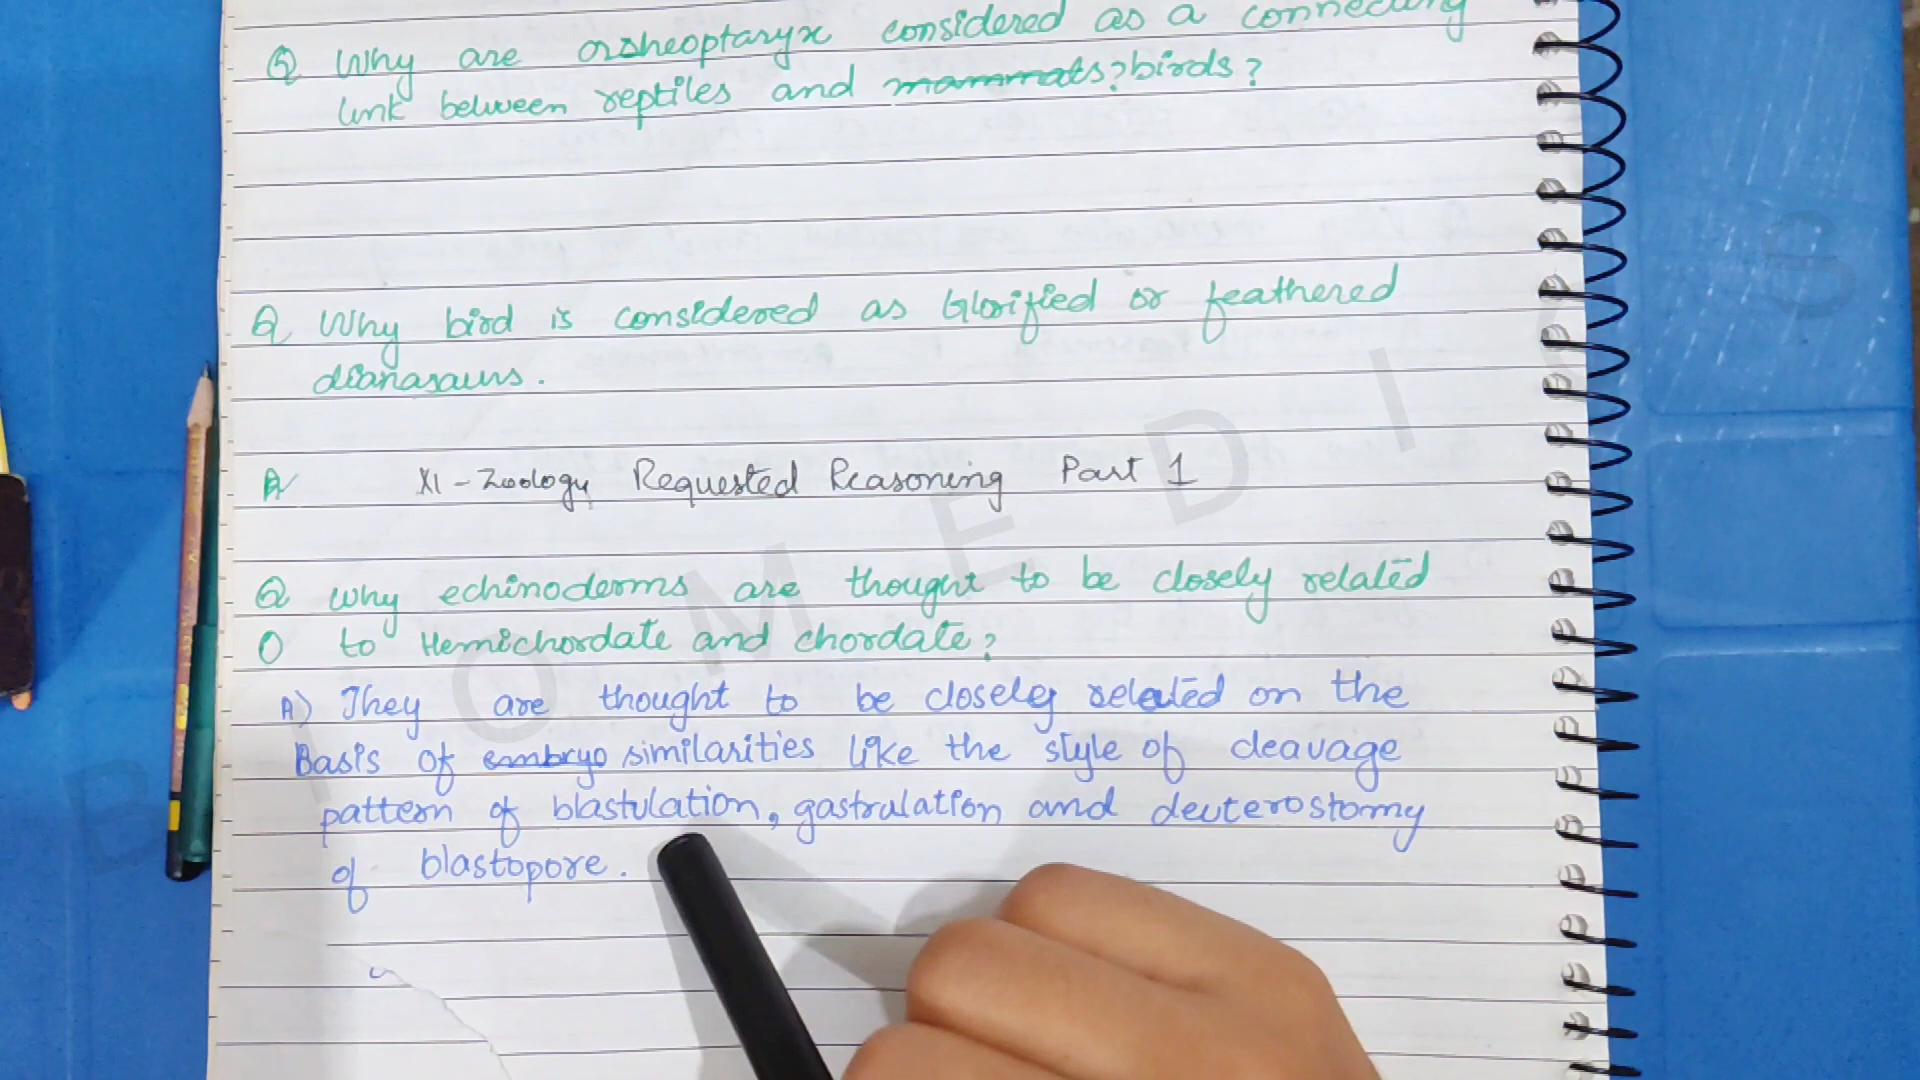 Q Why are orsheoptaryx considered as a connecting
link between reptiles and mammals? birds?
Q Why bird is considered as Glorified or feathered
dianasaurs.
A XI - Zoology Requested Reasoning Part 1
Q Why echinoderms are thought to be closely related
to Hemichordate and chordate?
A) They are thought to be closely related on the
Basis of embryo similarities like the style of cleavage
pattern of blastulation, gastrulation and deuterostomy
of blastopore.
BIOMEDICS